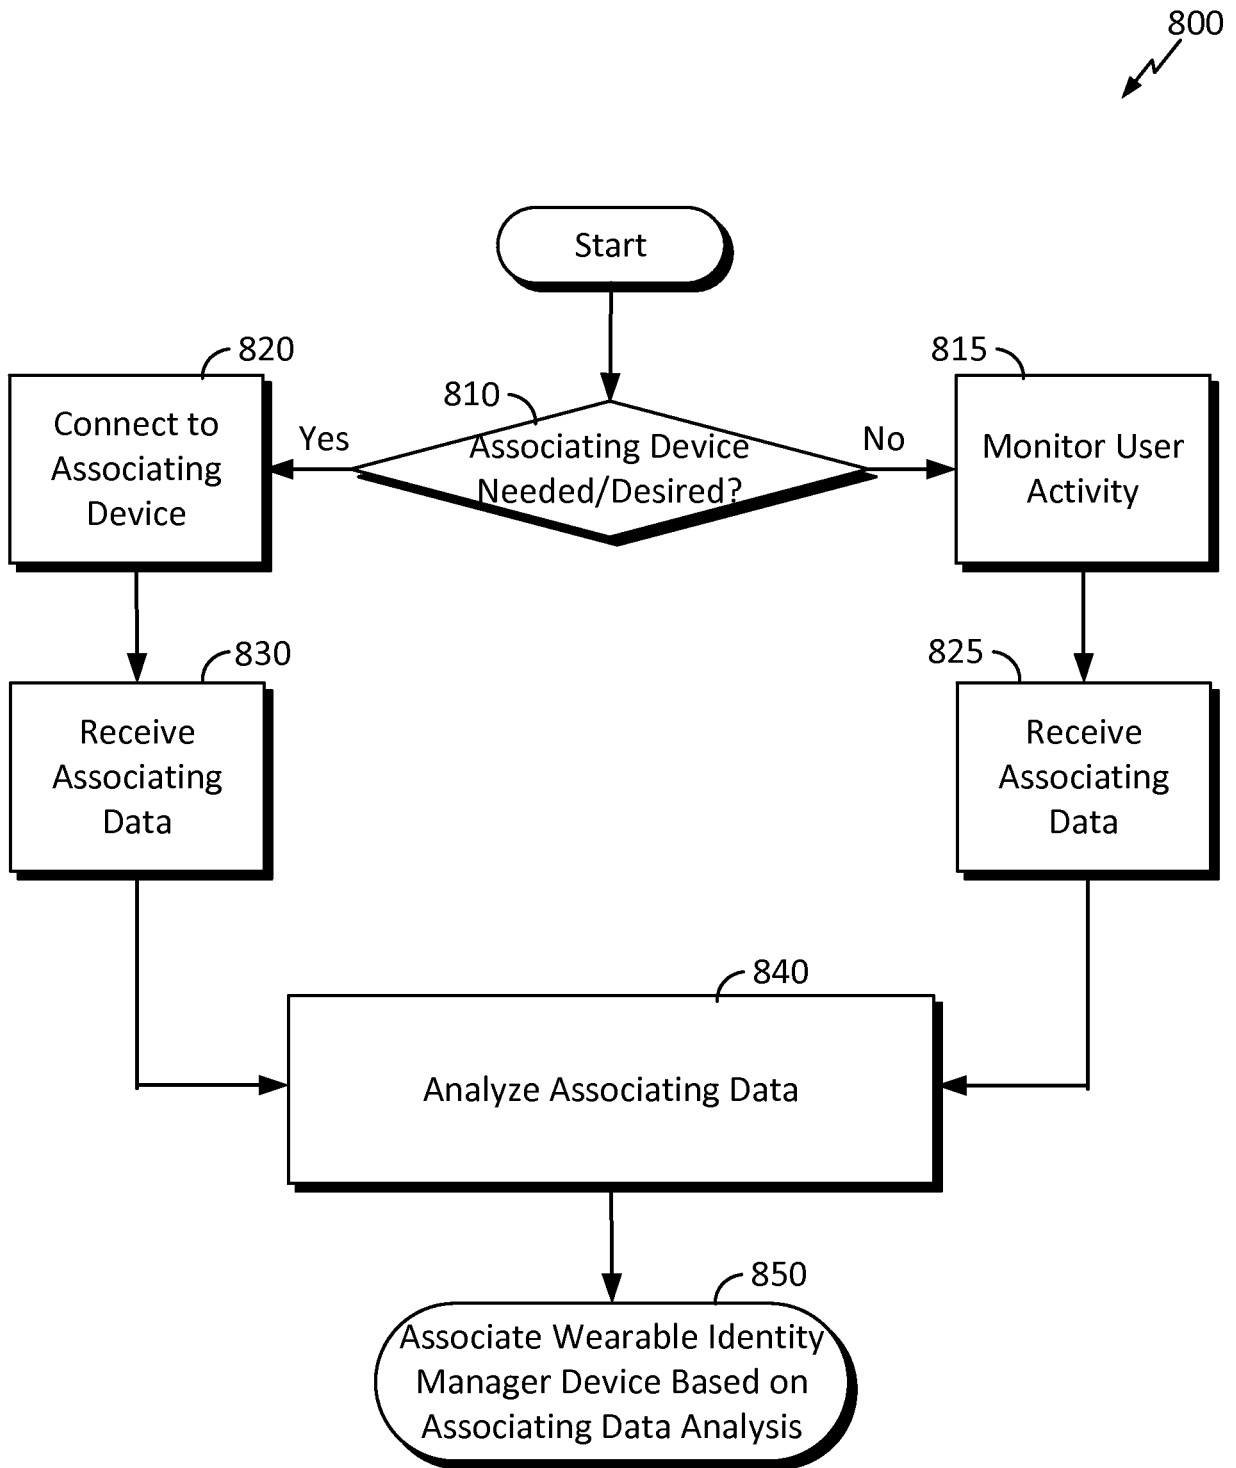 800
Start
820
Connect to
Associating
Device
Yes
810
Associating Device
Needed/Desired?
No
815
Monitor User
Activity
830
Receive
Associating
Data
825
Receive
Associating
Data
840
Analyze Associating Data
850
Associate Wearable Identity
Manager Device Based on
Associating Data Analysis